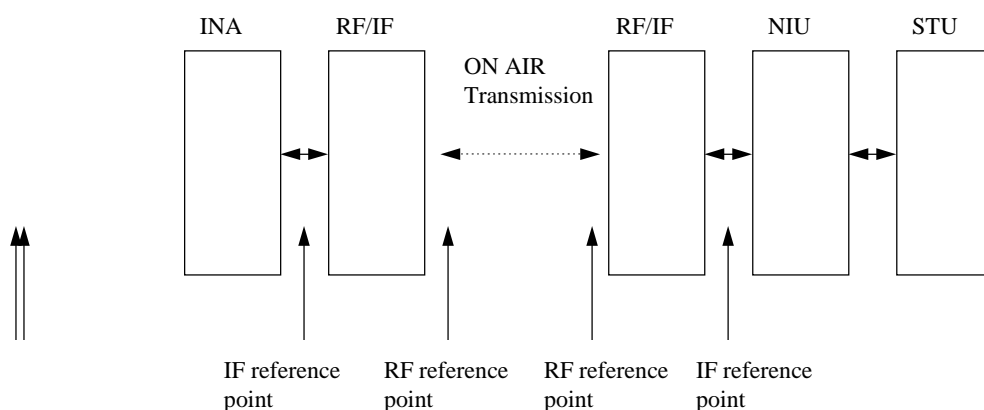 INA RF/IF RF/IF NIU STU
ON AIR
Transmission
IF reference RF reference RF reference IF reference
point point point point